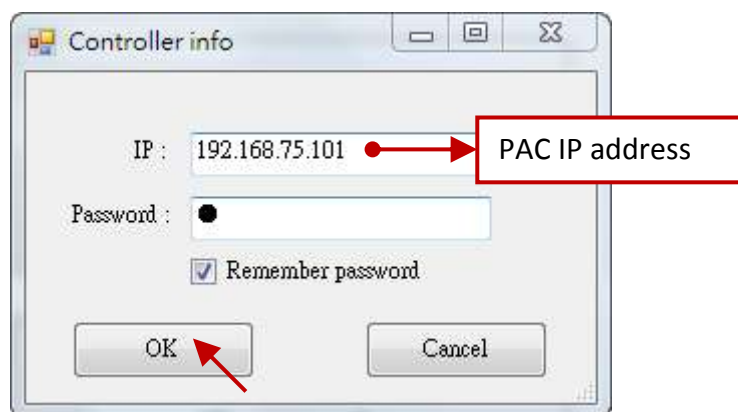 Controller info
IP : 192.168.75.101
PAC IP address
Password : ●
Remember password
OK Cancel